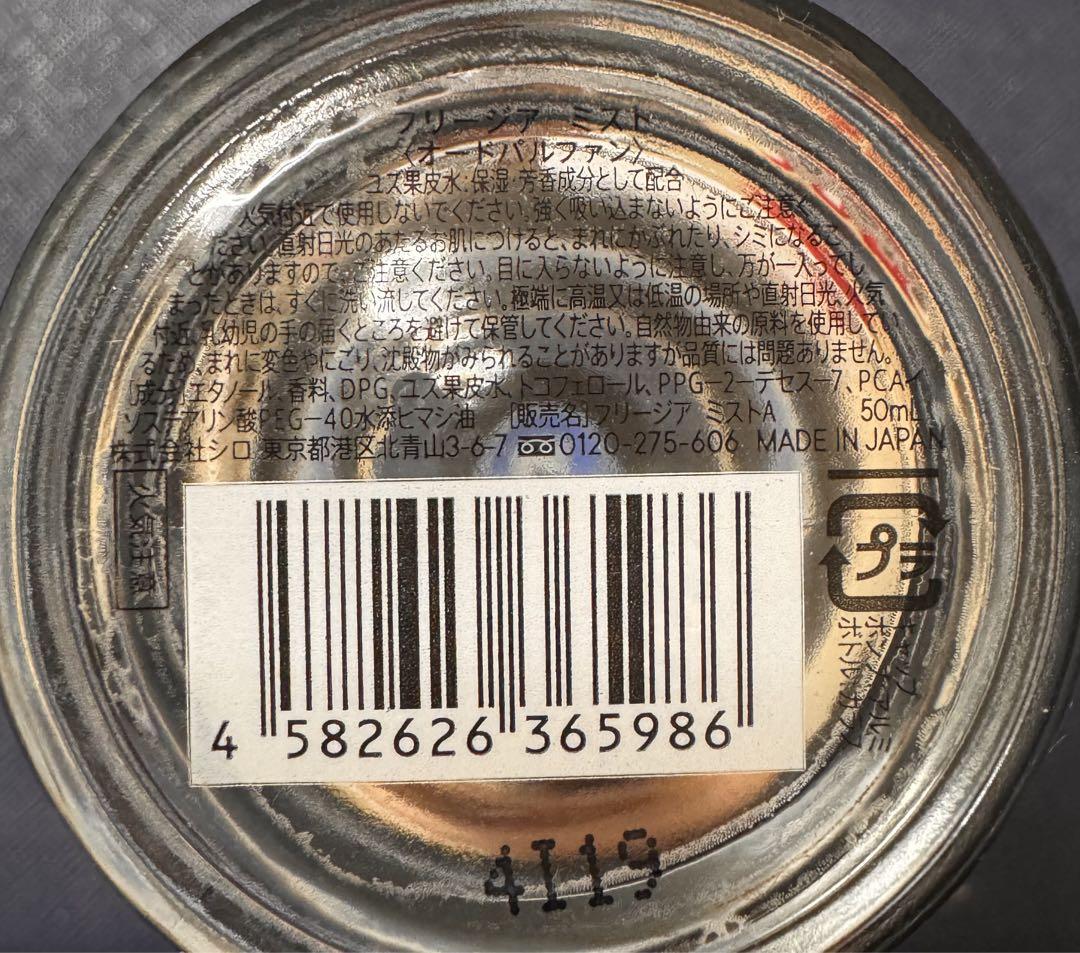 フリージア ミスト
〈オードパルファン〉
ユズ果皮水:保湿・芳香成分として配合
火気付近で使用しないでください。強く吸い込まないようにご注意く
ださい。直射日光のあたるお肌につけると、まれにかぶれたり、シミになるこ
とがありますので、ご注意ください。目に入らないように注意し、万が一入ってし
まったときは、すぐに洗い流してください。極端に高温又は低温の場所や直射日光、火気
付近、乳幼児の手の届くところを避けて保管してください。自然物由来の原料を使用してい
るため、まれに変色やにごり、沈殿物がみられることがありますが品質には問題ありません。
[成分]エタノール、香料、DPG、ユズ果皮水、トコフェロール、PPG-2-デセス-7、PCAイ
ソステアリン酸PEG-40水添ヒマシ油 [販売名]フリージア ミストA 50mL
株式会社シロ 東京都港区北青山3-6-7 0120-275-606 MADE IN JAPAN
火気注意
プラ
キャップ
ボトル:ガラス
4 582626 365986
4I119